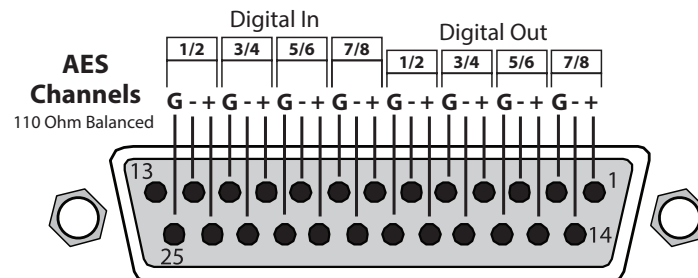 Digital In
Digital Out
1/2 3/4 5/6 7/8 1/2 3/4 5/6 7/8
AES
Channels
110 Ohm Balanced
G - + G - + G - + G - + G - + G - + G - + G - +
13
1
25
14